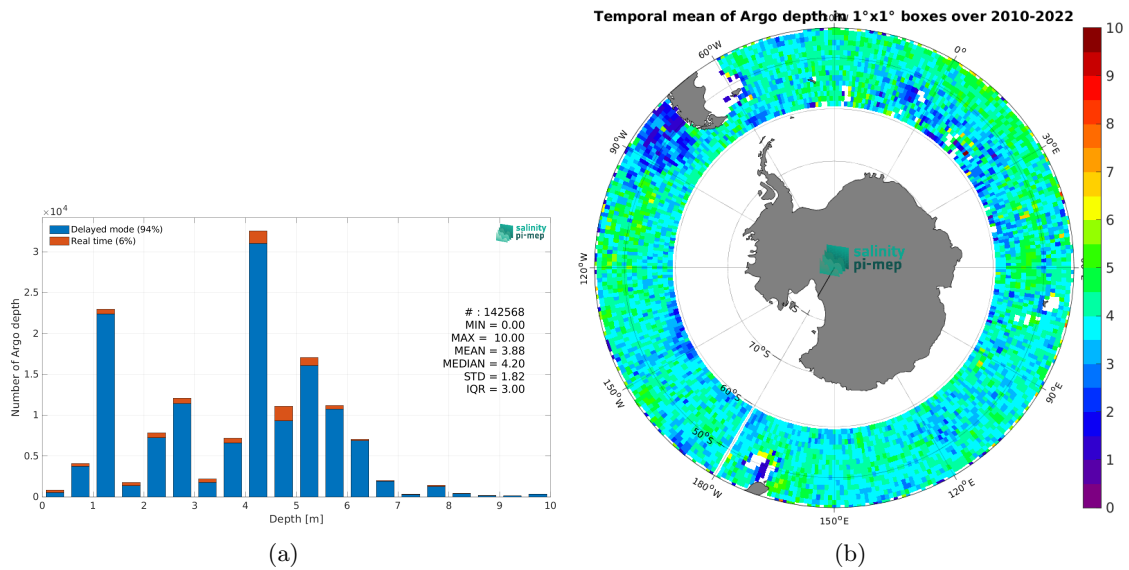 ×10⁴
Number of Argo depth
3
2.5
2
1.5
1
0.5
0
Delayed mode (94%)
Real time (6%)
salinity
pi-mep
# : 142568
MIN = 0.00
MAX = 10.00
MEAN = 3.88
MEDIAN = 4.20
STD = 1.82
IQR = 3.00
0 1 2 3 4 5 6 7 8 9 10
Depth [m]
(a)
Temporal mean of Argo depth in 1°x1° boxes over 2010-2022
60°W
0°
30°E
90°W
120°W
150°W
180°W
150°E
120°E
90°E
70°S
60°S
50°S
salinity
pi-mep
10
9
8
7
6
5
4
3
2
1
0
(b)